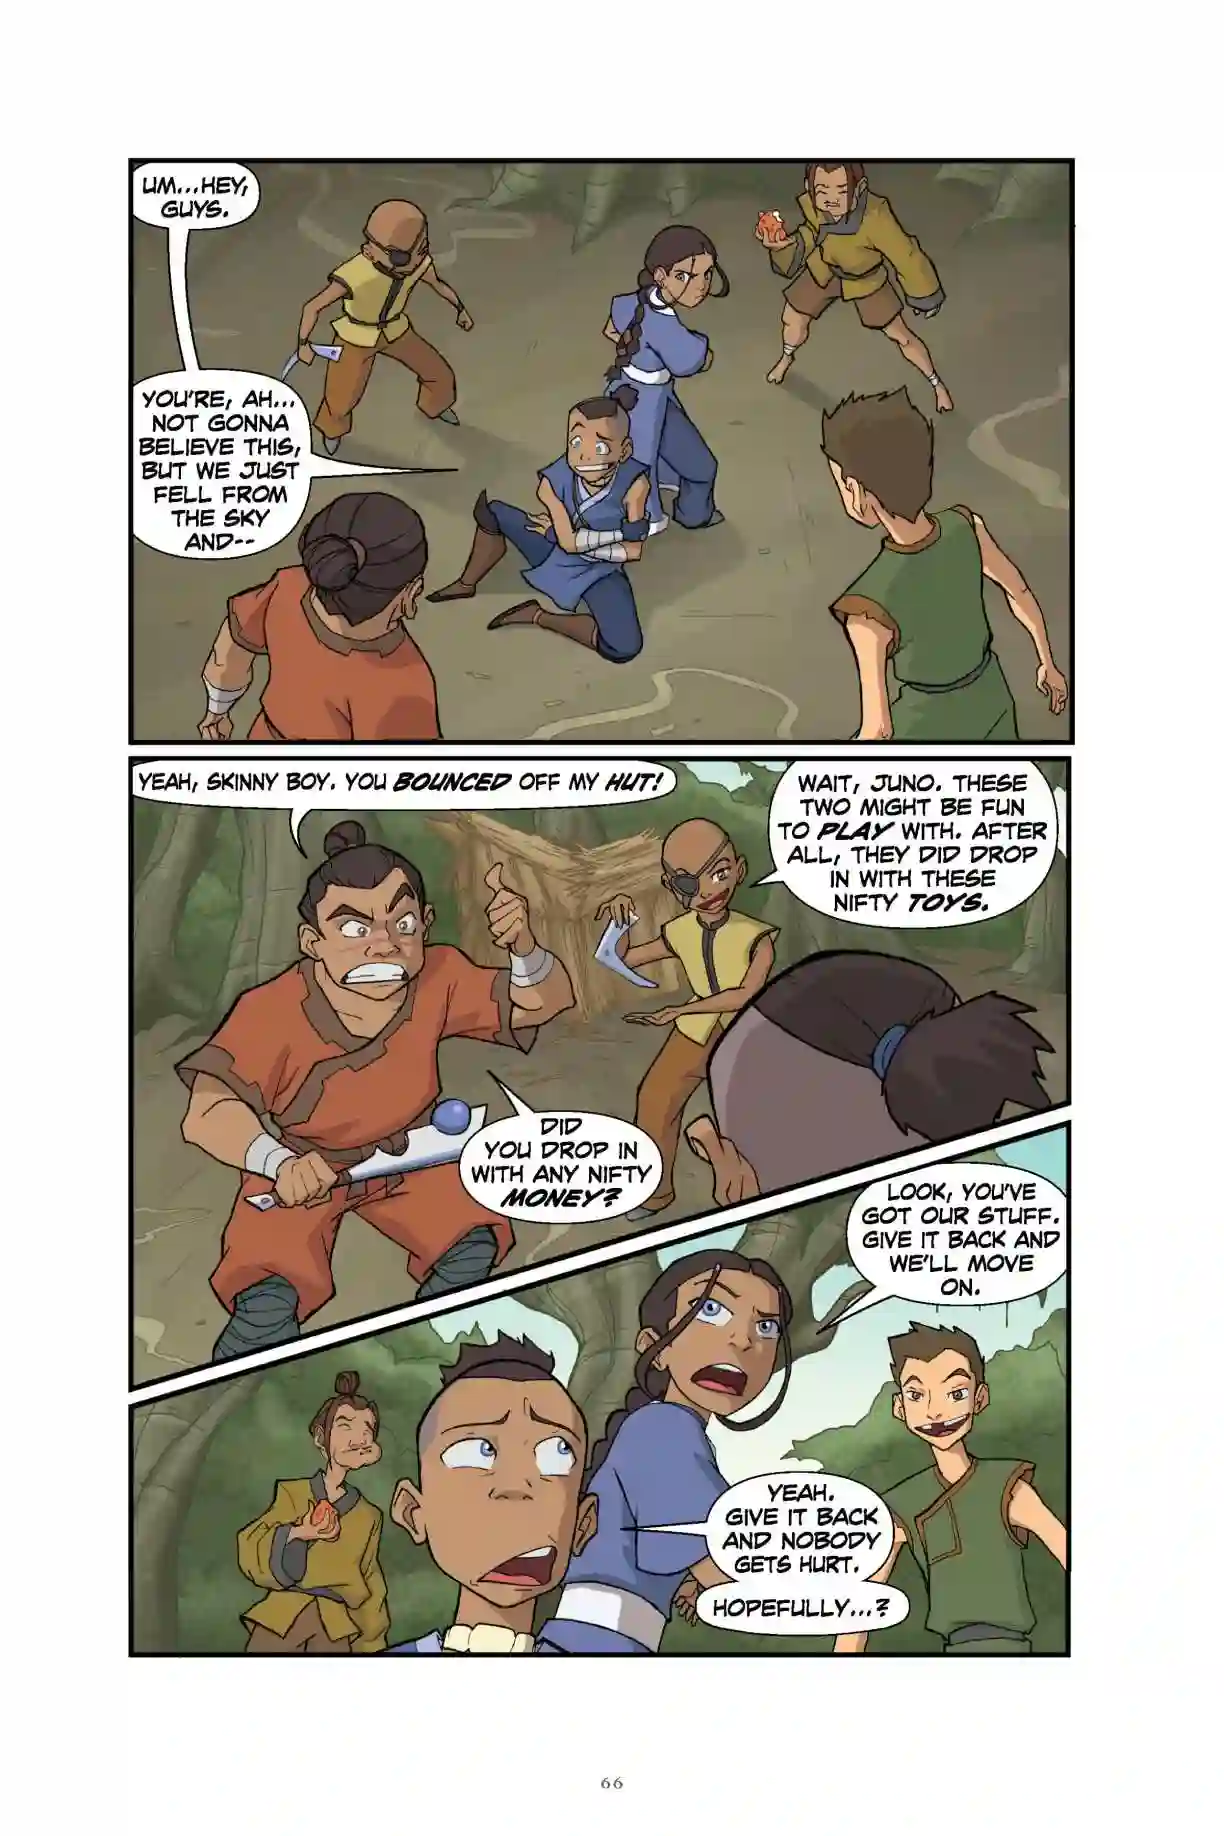 UM...HEY,
GUYS.
YOU'RE, AH...
NOT GONNA
BELIEVE THIS,
BUT WE JUST
FELL FROM
THE SKY
AND--
YEAH, SKINNY BOY. YOU BOUNCED OFF MY HUT!
WAIT, JUNO. THESE
TWO MIGHT BE FUN
TO PLAY WITH. AFTER
ALL, THEY DID DROP
IN WITH THESE
NIFTY TOYS.
DID
YOU DROP IN
WITH ANY NIFTY
MONEY?
LOOK, YOU'VE
GOT OUR STUFF.
GIVE IT BACK AND
WE'LL MOVE
ON.
YEAH.
GIVE IT BACK
AND NOBODY
GETS HURT.
HOPEFULLY...?
66